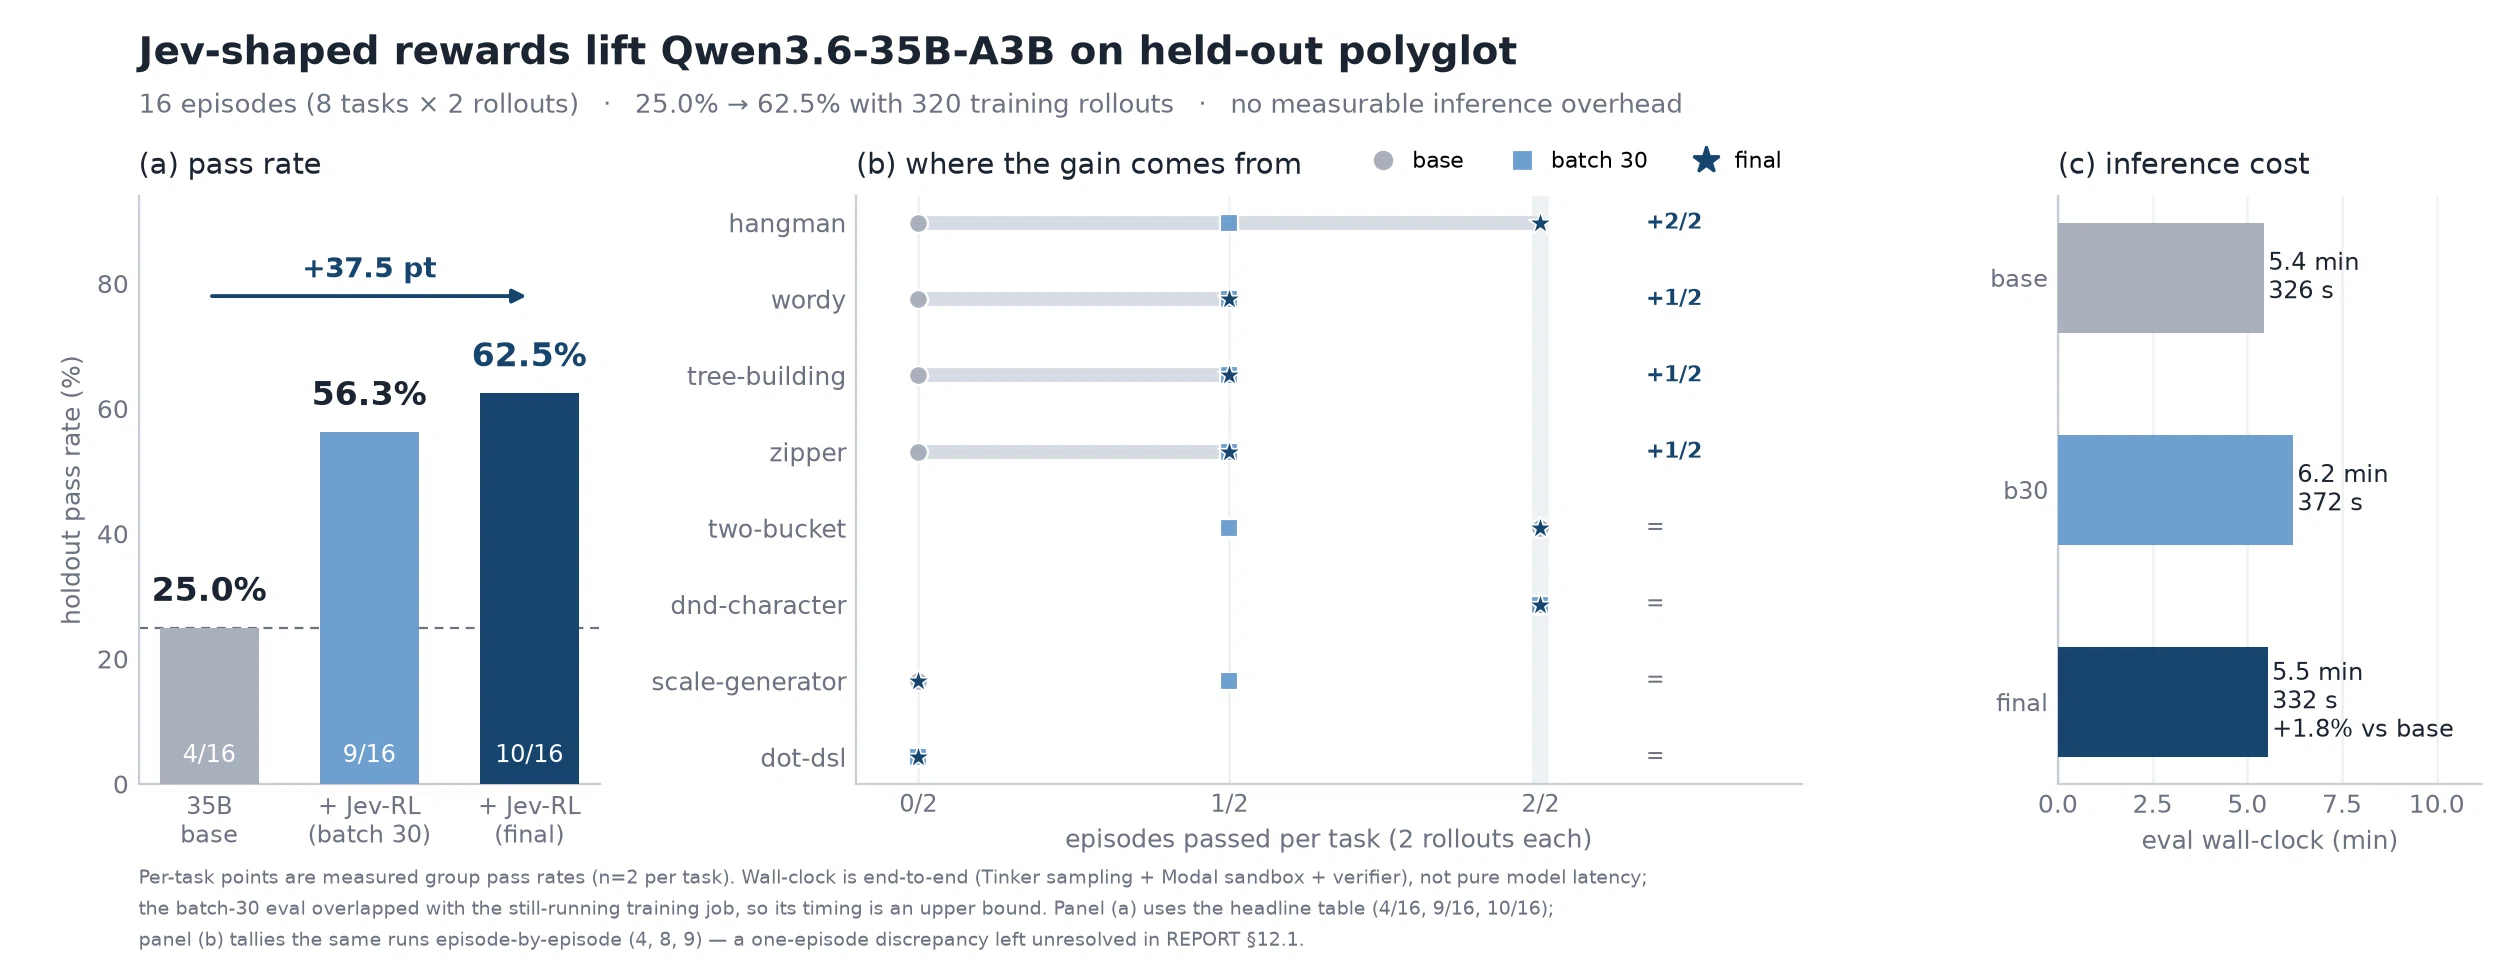 Jev-shaped rewards lift Qwen3.6-35B-A3B on held-out polyglot
16 episodes (8 tasks × 2 rollouts) · 25.0% → 62.5% with 320 training rollouts · no measurable inference overhead
(a) pass rate
holdout pass rate (%)
80
60
40
20
0
+37.5 pt
25.0%
56.3%
62.5%
4/16
9/16
10/16
35B
base
+ Jev-RL
(batch 30)
+ Jev-RL
(final)
(b) where the gain comes from
base
batch 30
final
hangman
+2/2
wordy
+1/2
tree-building
+1/2
zipper
+1/2
two-bucket
=
dnd-character
=
scale-generator
=
dot-dsl
=
0/2
1/2
2/2
episodes passed per task (2 rollouts each)
(c) inference cost
base
5.4 min
326 s
b30
6.2 min
372 s
final
5.5 min
332 s
+1.8% vs base
0.0
2.5
5.0
7.5
10.0
eval wall-clock (min)
Per-task points are measured group pass rates (n=2 per task). Wall-clock is end-to-end (Tinker sampling + Modal sandbox + verifier), not pure model latency;
the batch-30 eval overlapped with the still-running training job, so its timing is an upper bound. Panel (a) uses the headline table (4/16, 9/16, 10/16);
panel (b) tallies the same runs episode-by-episode (4, 8, 9) — a one-episode discrepancy left unresolved in REPORT §12.1.